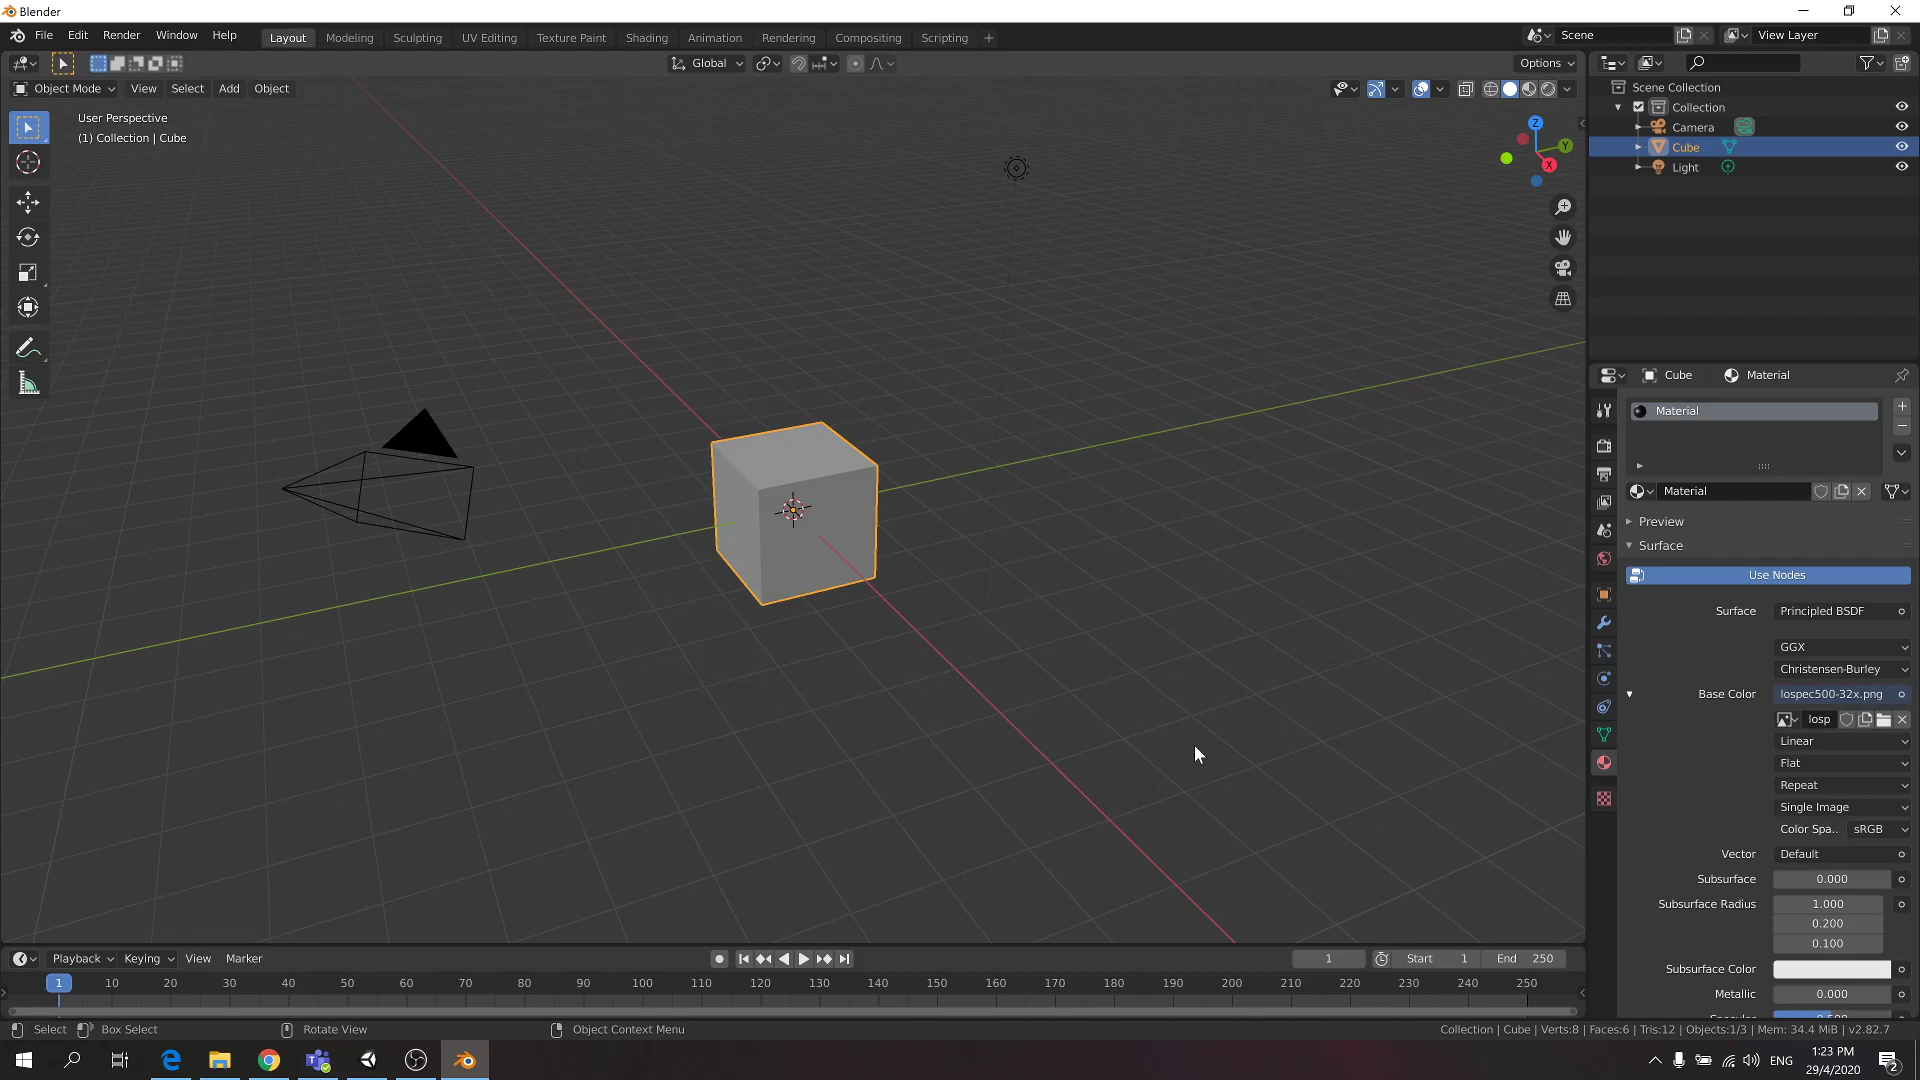 Blender
File Edit Render Window Help Layout Modeling Sculpting UV Editing Texture Paint Shading Animation Rendering Compositing Scripting + Scene View Layer
Global Options
Object Mode View Select Add Object
User Perspective
(1) Collection | Cube
Z
Y
X
Scene Collection
Collection
Camera
Cube
Light
Cube Material
Material
Material
Preview
Surface
Use Nodes
Surface Principled BSDF
GGX
Christensen-Burley
Base Color lospec500-32x.png
losp
Linear
Flat
Repeat
Single Image
Color Spa.. sRGB
Vector Default
Subsurface 0.000
Subsurface Radius 1.000
0.200
0.100
Subsurface Color
Metallic 0.000
Playback Keying View Marker 1 Start 1 End 250
1 10 20 30 40 50 60 70 80 90 100 110 120 130 140 150 160 170 180 190 200 210 220 230 240 250
Select Box Select Rotate View Object Context Menu Collection | Cube | Verts:8 | Faces:6 | Tris:12 | Objects:1/3 | Mem: 34.4 MiB | v2.82.7
ENG 1:23 PM
29/4/2020
2